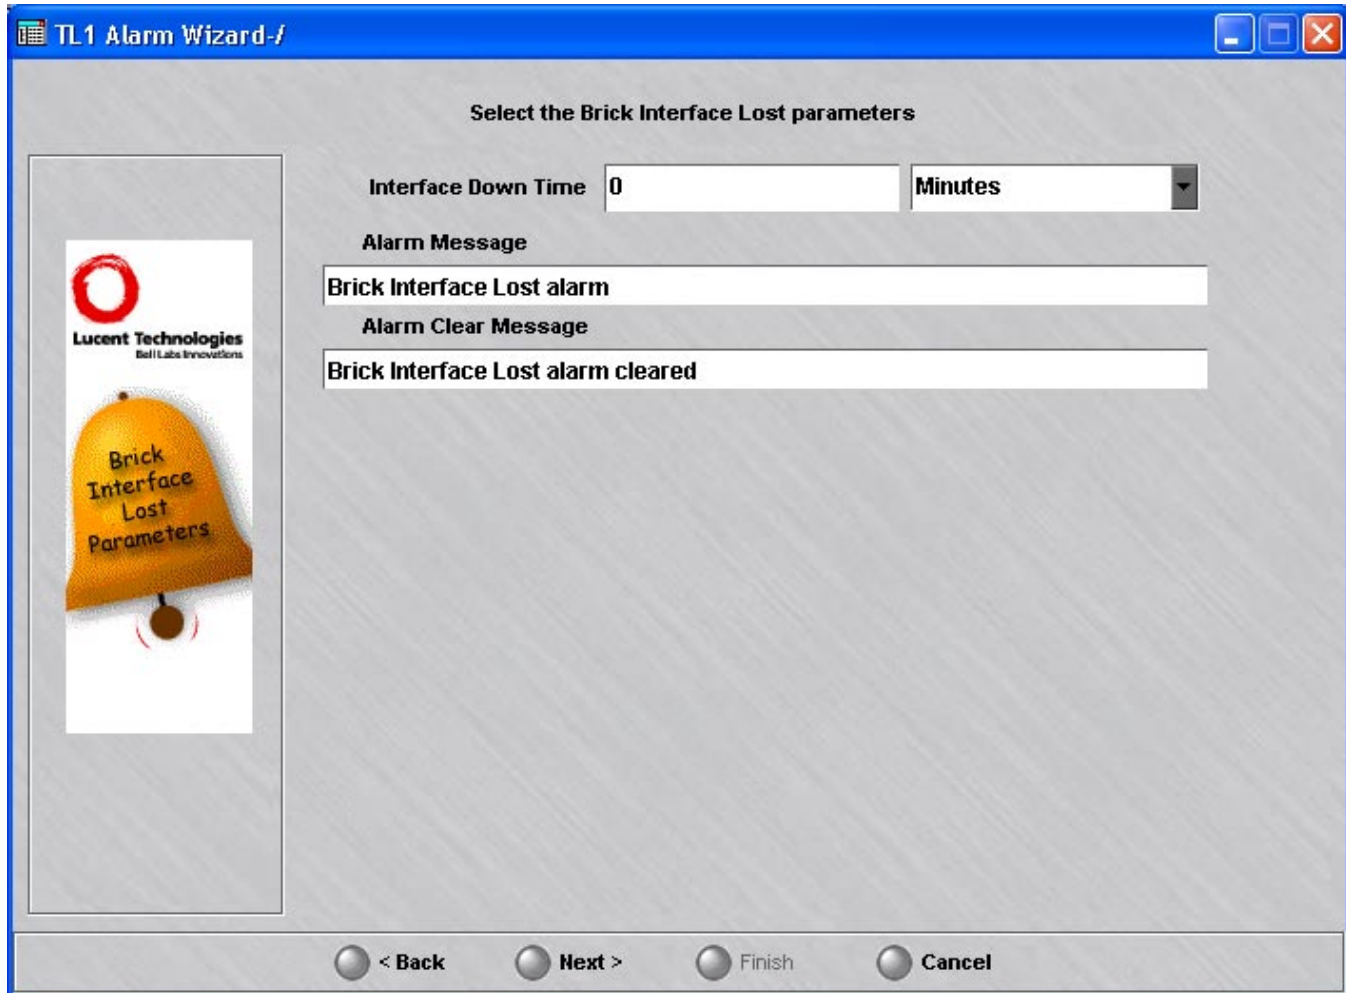 TL1 Alarm Wizard-/
Select the Brick Interface Lost parameters
Interface Down Time 0 Minutes
Alarm Message
Brick Interface Lost alarm
Alarm Clear Message
Brick Interface Lost alarm cleared
Lucent Technologies
Bell Labs Innovations
Brick
Interface
Lost
Parameters
< Back Next > Finish Cancel